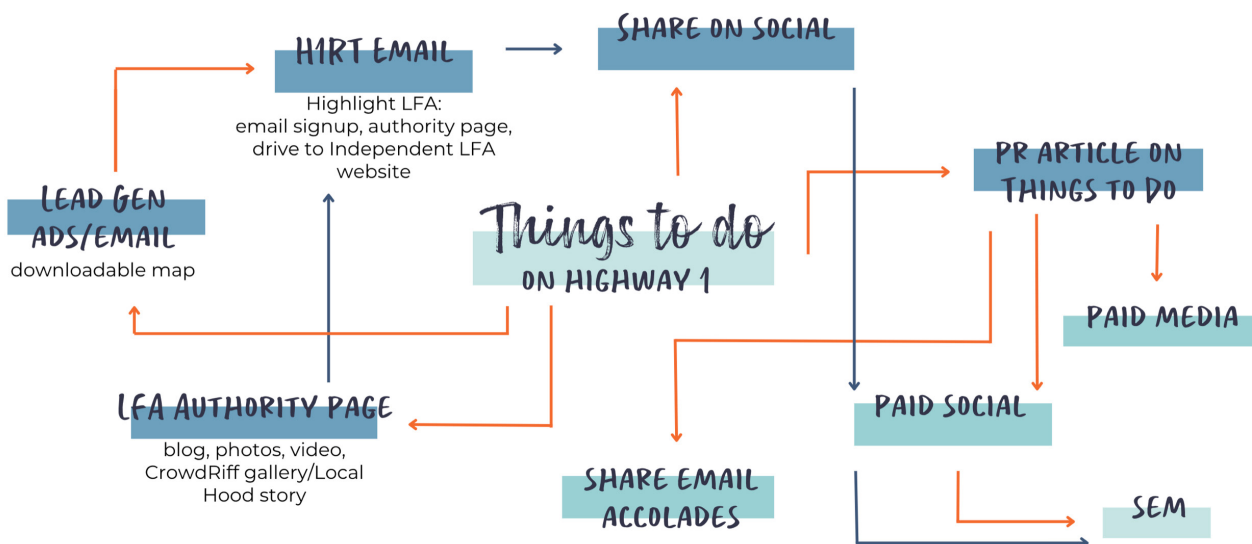 H1RT EMAIL
Highlight LFA:
email signup, authority page,
drive to Independent LFA
website
SHARE ON SOCIAL
LEAD GEN
ADS/EMAIL
downloadable map
Things to do
ON HIGHWAY 1
PR ARTICLE ON
THINGS TO DO
PAID MEDIA
LFA AUTHORITY PAGE
blog, photos, video,
CrowdRiff gallery/Local
Hood story
SHARE EMAIL
ACCOLADES
PAID SOCIAL
SEM